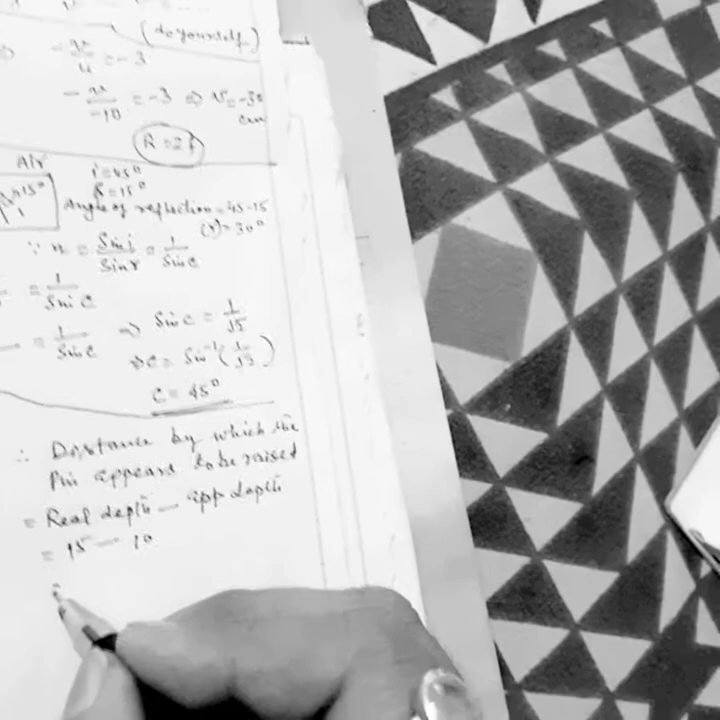 (do yourself)
-v/u = -3
-v/-10 = -3 ⇒ v = -30 cm
R = 2f
Air
i = 45°
δ = 15°
=15°
Angle of refraction = 45-15
(r) = 30°
∵ n = Sin i/Sin r = 1/Sin c
= 1/Sin c
= 1/Sin c ⇒ Sin c = 1/√2
⇒ c = Sin⁻¹(1/√2)
c = 45°
∴ Distance by which the
Pin appears to be raised
= Real depth - app depth
= 15 - 10